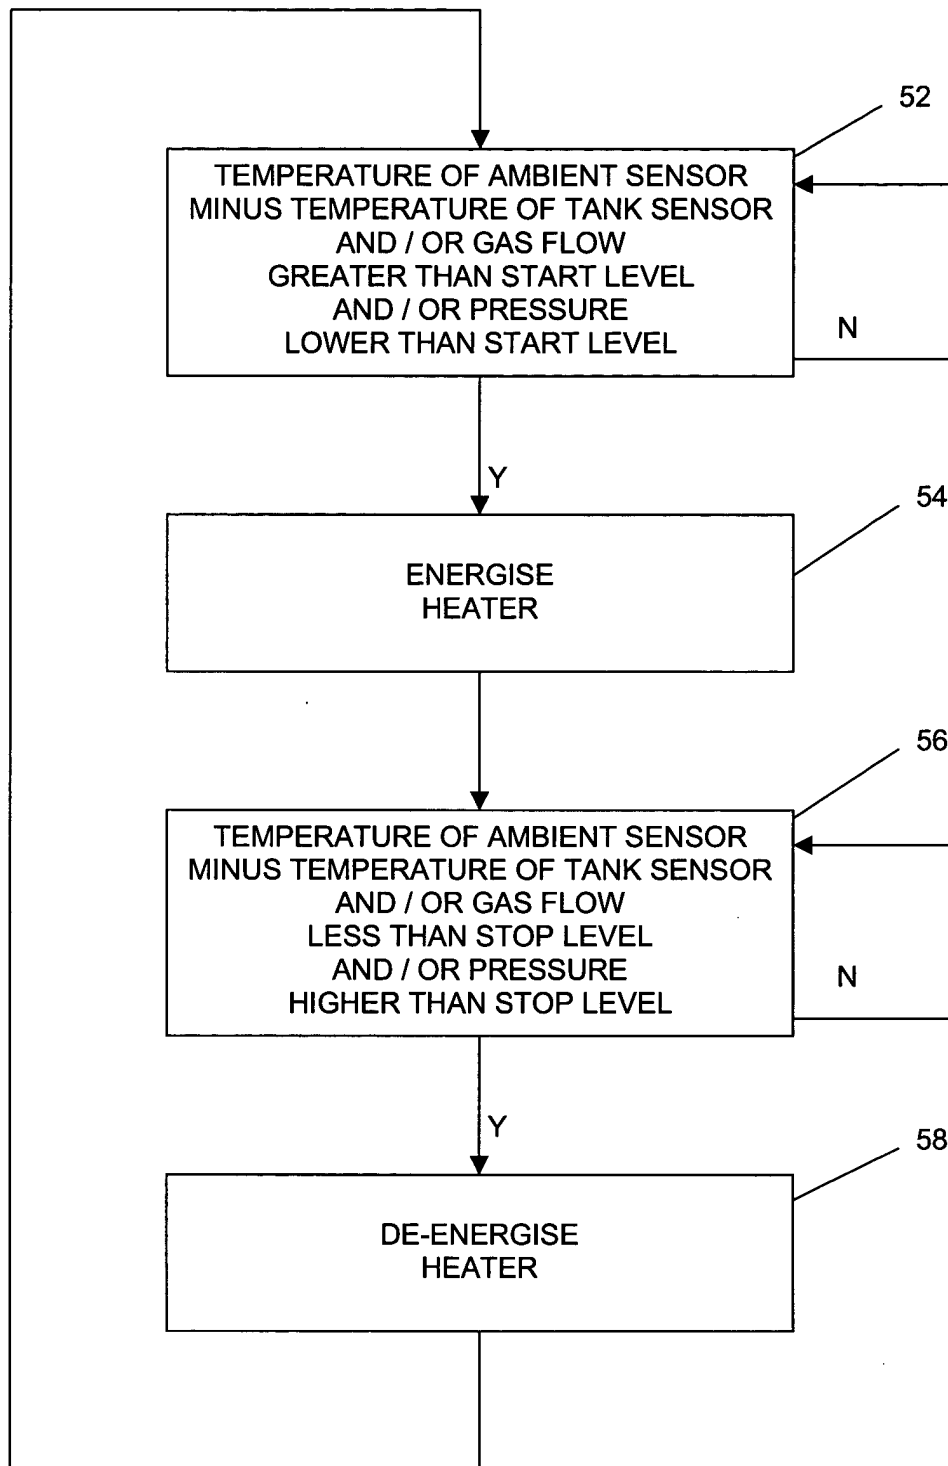 52
TEMPERATURE OF AMBIENT SENSOR
MINUS TEMPERATURE OF TANK SENSOR
AND / OR GAS FLOW
GREATER THAN START LEVEL
AND / OR PRESSURE
LOWER THAN START LEVEL
N
Y
54
ENERGISE
HEATER
56
TEMPERATURE OF AMBIENT SENSOR
MINUS TEMPERATURE OF TANK SENSOR
AND / OR GAS FLOW
LESS THAN STOP LEVEL
AND / OR PRESSURE
HIGHER THAN STOP LEVEL
N
Y
58
DE-ENERGISE
HEATER